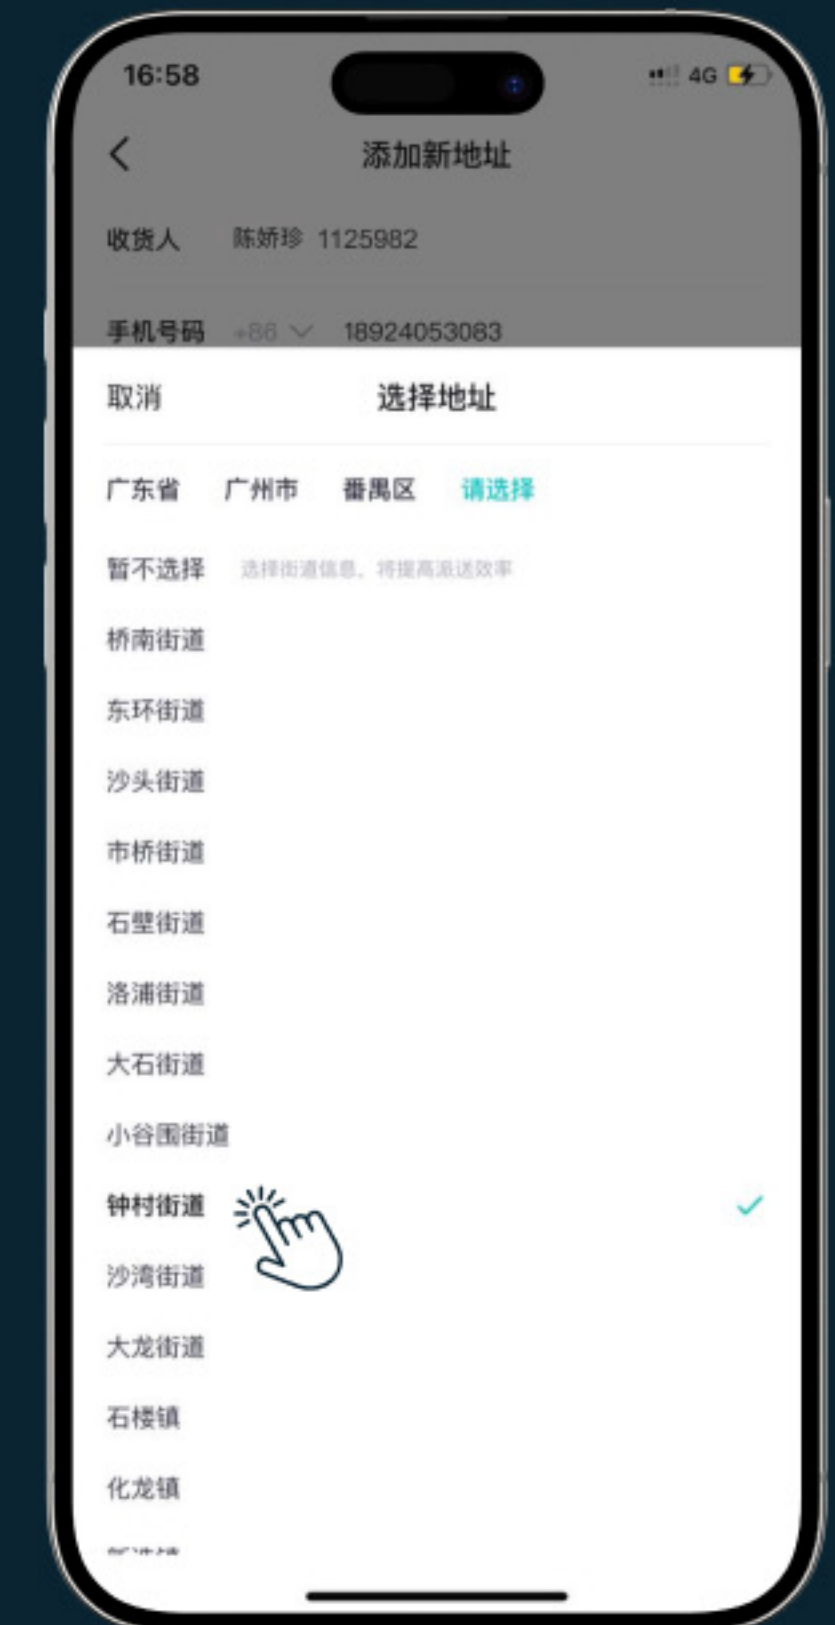 16:58 4G
添加新地址
收货人 陈娇珍 1125982
手机号码 +86 18924053083
取消 选择地址
广东省 广州市 番禺区 请选择
暂不选择 选择街道信息，将提高派送效率
桥南街道
东环街道
沙头街道
市桥街道
石壁街道
洛浦街道
大石街道
小谷围街道
钟村街道
沙湾街道
大龙街道
石楼镇
化龙镇